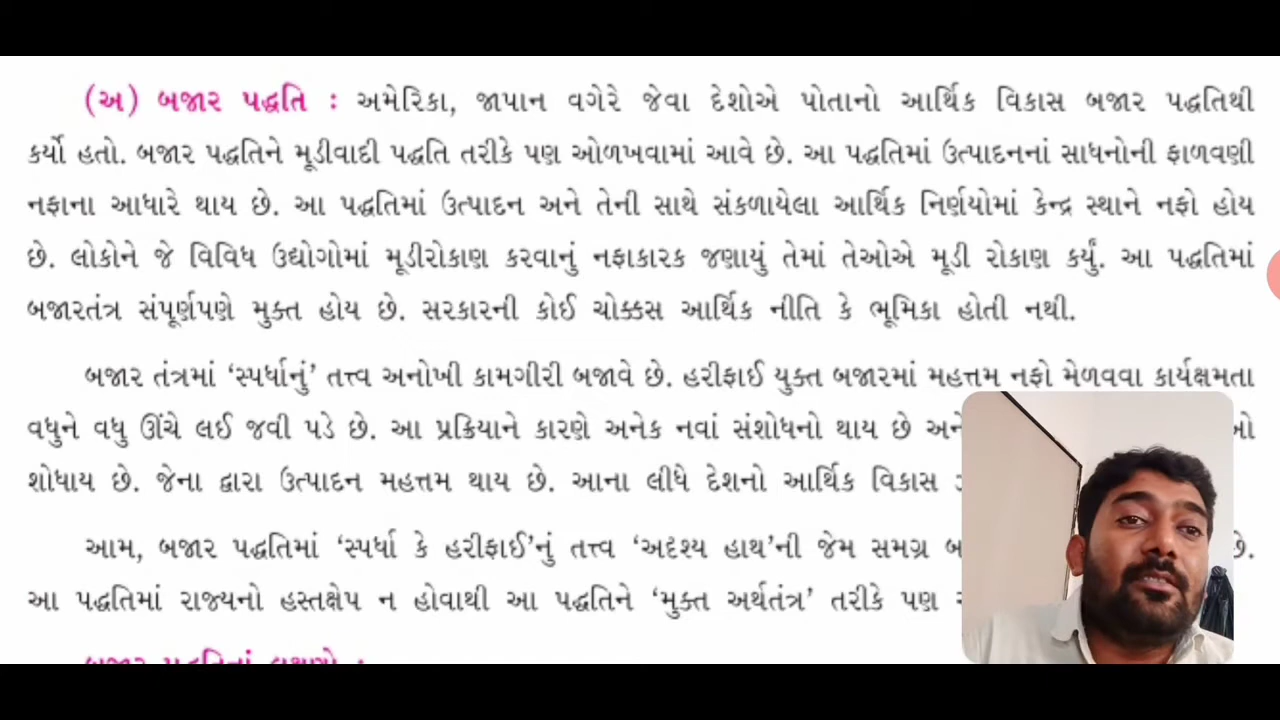 (અ) બજાર પદ્ધતિ : અમેરિકા, જાપાન વગેરે જેવા દેશોએ પોતાનો આર્થિક વિકાસ બજાર પદ્ધતિથી
કર્યો હતો. બજાર પદ્ધતિને મૂડીવાદી પદ્ધતિ તરીકે પણ ઓળખવામાં આવે છે. આ પદ્ધતિમાં ઉત્પાદનનાં સાધનોની ફાળવણી
નફાના આધારે થાય છે. આ પદ્ધતિમાં ઉત્પાદન અને તેની સાથે સંકળાયેલા આર્થિક નિર્ણયોમાં કેન્દ્ર સ્થાને નફો હોય
છે. લોકોને જે વિવિધ ઉદ્યોગોમાં મૂડીરોકાણ કરવાનું નફાકારક જણાયું તેમાં તેઓએ મૂડી રોકાણ કર્યું. આ પદ્ધતિમાં
બજારતંત્ર સંપૂર્ણપણે મુક્ત હોય છે. સરકારની કોઈ ચોક્કસ આર્થિક નીતિ કે ભૂમિકા હોતી નથી.
બજાર તંત્રમાં ‘સ્પર્ધાનું’ તત્ત્વ અનોખી કામગીરી બજાવે છે. હરીફાઈ યુક્ત બજારમાં મહત્તમ નફો મેળવવા કાર્યક્ષમતા
વધુને વધુ ઊંચે લઈ જવી પડે છે. આ પ્રક્રિયાને કારણે અનેક નવાં સંશોધનો થાય છે
શોધાય છે. જેના દ્વારા ઉત્પાદન મહત્તમ થાય છે. આના લીધે દેશનો આર્થિક વિકાસ
આમ, બજાર પદ્ધતિમાં ‘સ્પર્ધા કે હરીફાઈ’નું તત્ત્વ ‘અદશ્ય હાથ’ની જેમ સમગ્ર છે.
આ પદ્ધતિમાં રાજ્યનો હસ્તક્ષેપ ન હોવાથી આ પદ્ધતિને ‘મુક્ત અર્થતંત્ર’ તરીકે પણ